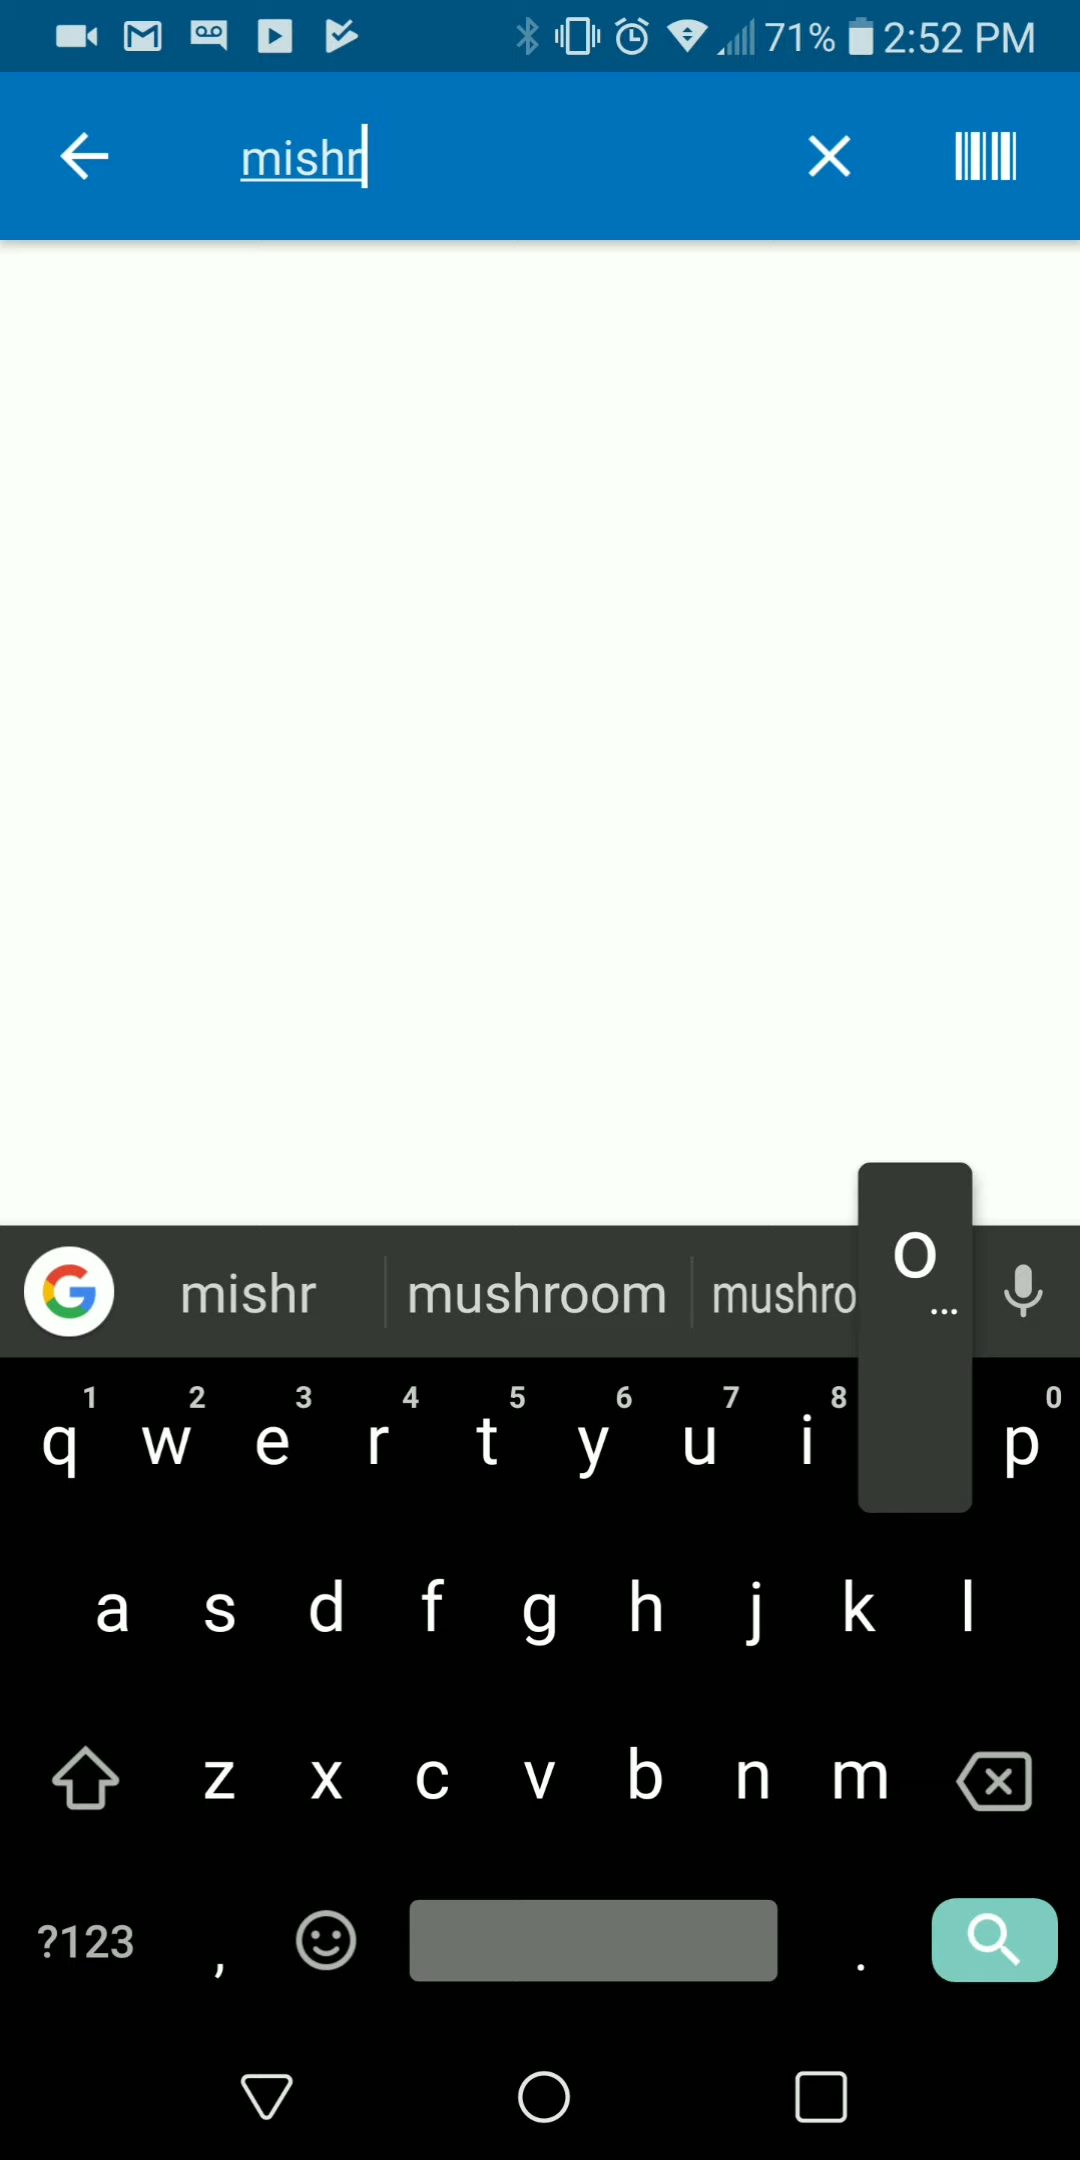 71% 2:52 PM
mishr
mishr mushroom mushro
o
...
1 2 3 4 5 6 7 8 0
q w e r t y u i p
a s d f g h j k l
z x c v b n m
?123 , .